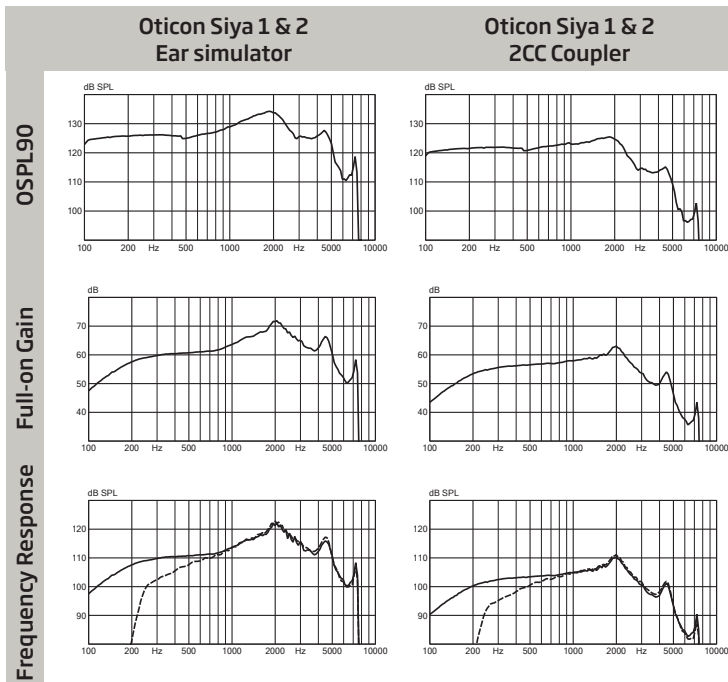 Oticon Siya 1 & 2
Ear simulator
Oticon Siya 1 & 2
2CC Coupler
OSPL90
dB SPL
130
120
110
100
100 200 Hz 500 1000 Hz 2000 5000 10000
dB SPL
130
120
110
100
100 200 Hz 500 1000 Hz 2000 5000 10000
Full-on Gain
dB
70
60
50
40
100 200 Hz 500 1000 Hz 2000 5000 10000
dB
70
60
50
40
100 200 Hz 500 1000 Hz 2000 5000 10000
Frequency Response
dB SPL
120
110
100
90
100 200 Hz 500 1000 Hz 2000 5000 10000
dB SPL
120
110
100
90
100 200 Hz 500 1000 Hz 2000 5000 10000